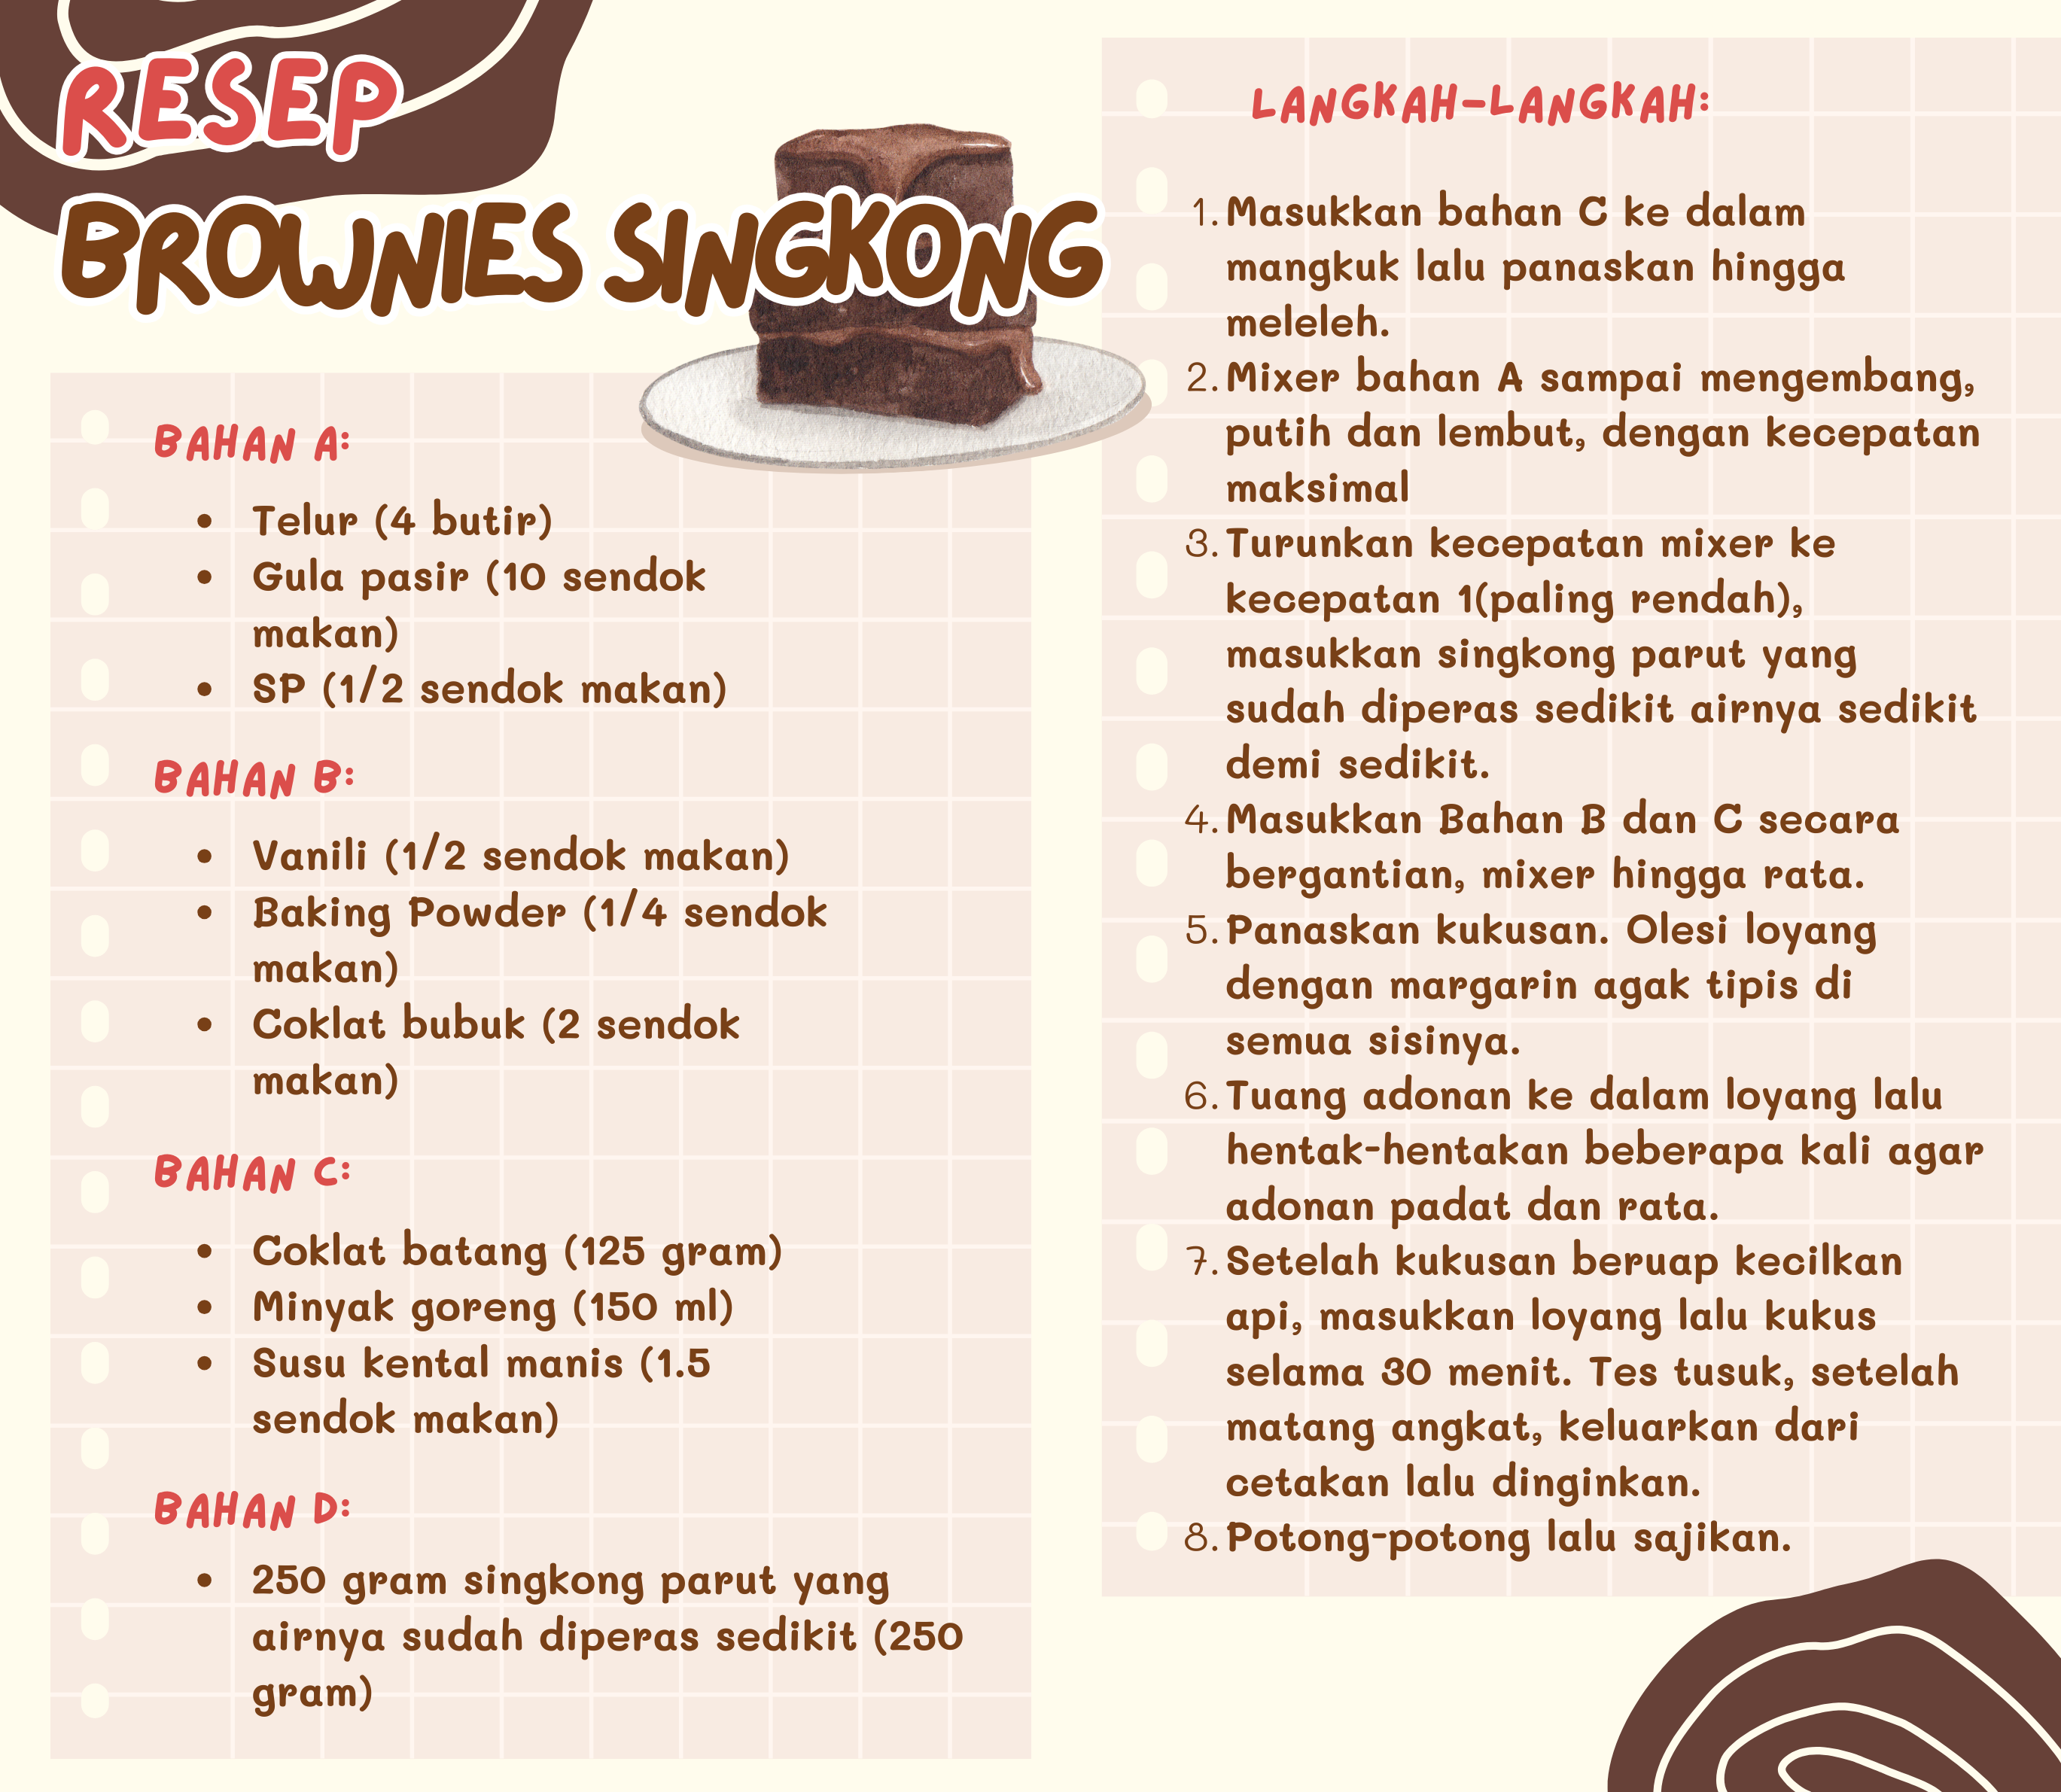 RESEP
BROWNIES SINGKONG
BAHAN A:
• Telur (4 butir)
• Gula pasir (10 sendok
makan)
• SP (1/2 sendok makan)
BAHAN B:
• Vanili (1/2 sendok makan)
• Baking Powder (1/4 sendok
makan)
• Coklat bubuk (2 sendok
makan)
BAHAN C:
• Coklat batang (125 gram)
• Minyak goreng (150 ml)
• Susu kental manis (1.5
sendok makan)
BAHAN D:
• 250 gram singkong parut yang
airnya sudah diperas sedikit (250
gram)
LANGKAH-LANGKAH:
1. Masukkan bahan C ke dalam
mangkuk lalu panaskan hingga
meleleh.
2. Mixer bahan A sampai mengembang,
putih dan lembut, dengan kecepatan
maksimal
3. Turunkan kecepatan mixer ke
kecepatan 1(paling rendah),
masukkan singkong parut yang
sudah diperas sedikit airnya sedikit
demi sedikit.
4. Masukkan Bahan B dan C secara
bergantian, mixer hingga rata.
5. Panaskan kukusan. Olesi loyang
dengan margarin agak tipis di
semua sisinya.
6. Tuang adonan ke dalam loyang lalu
hentak-hentakan beberapa kali agar
adonan padat dan rata.
7. Setelah kukusan beruap kecilkan
api, masukkan loyang lalu kukus
selama 30 menit. Tes tusuk, setelah
matang angkat, keluarkan dari
cetakan lalu dinginkan.
8. Potong-potong lalu sajikan.